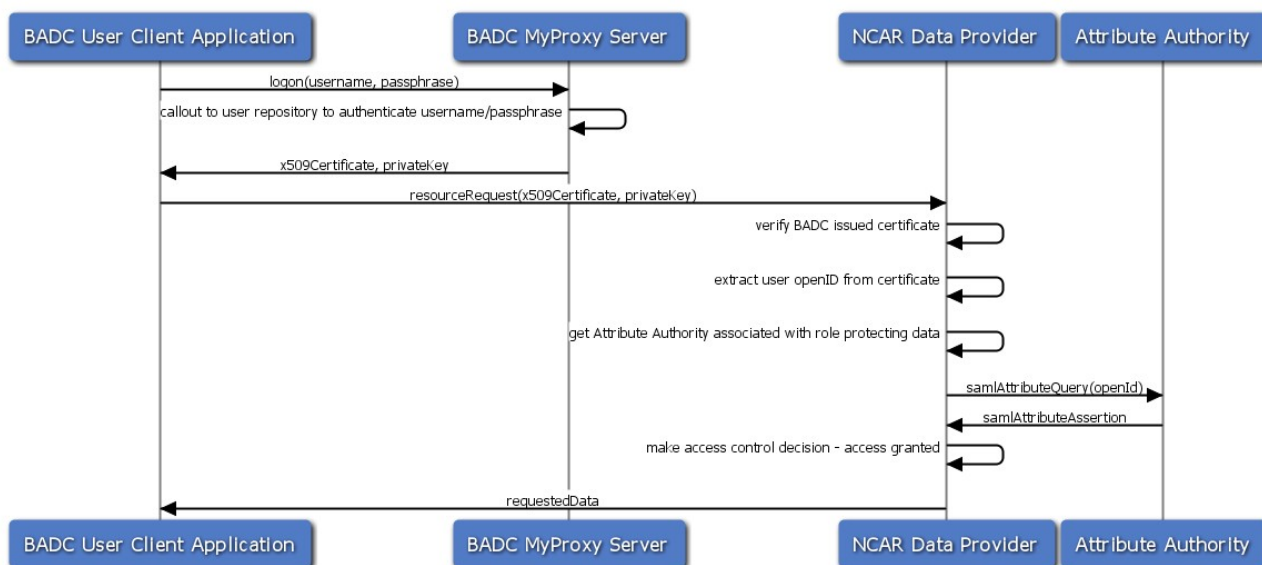 BADC User Client Application
BADC MyProxy Server
NCAR Data Provider
Attribute Authority
logon(username, passphrase)
callout to user repository to authenticate username/passphrase
x509Certificate, privateKey
resourceRequest(x509Certificate, privateKey)
verify BADC issued certificate
extract user openID from certificate
get Attribute Authority associated with role protecting data
samlAttributeQuery(openId)
samlAttributeAssertion
make access control decision - access granted
requestedData
BADC User Client Application
BADC MyProxy Server
NCAR Data Provider
Attribute Authority